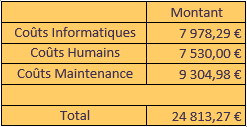 Montant
Coûts Informatiques 7 978,29 €
Coûts Humains 7 530,00 €
Coûts Maintenance 9 304,98 €
Total 24 813,27 €